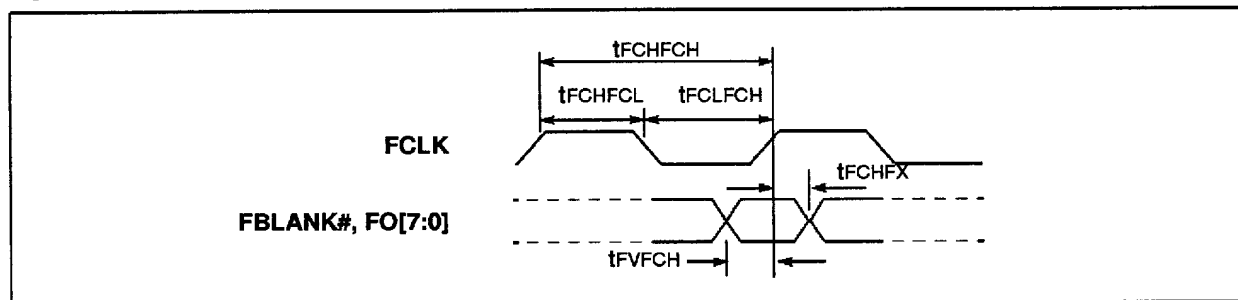 tFCHFCH
tFCHFCL tFCLFCH
FCLK
tFCHFX
FBLANK#, FO[7:0]
tFVFCH